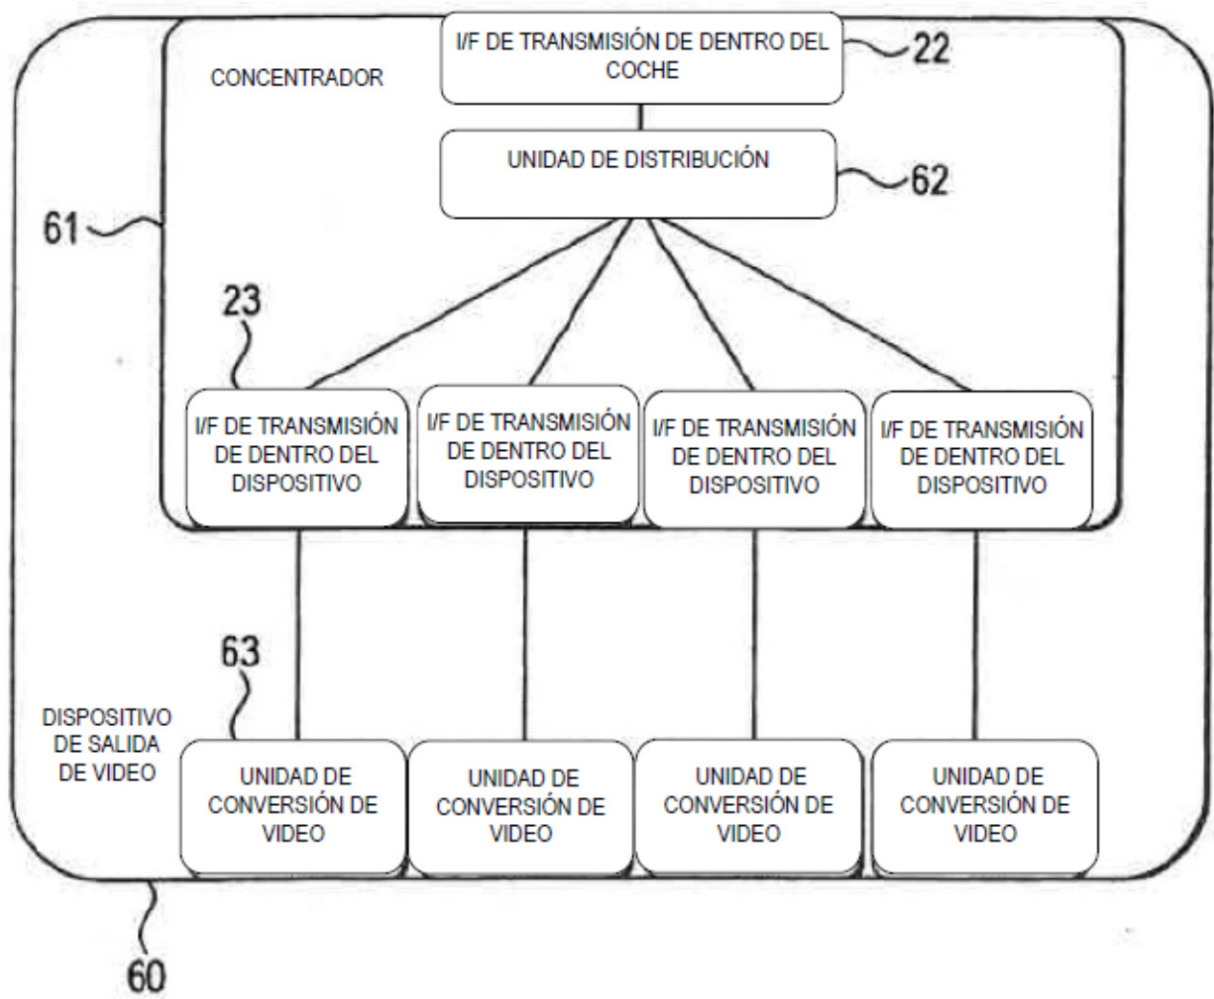 I/F DE TRANSMISIÓN DE DENTRO DEL
COCHE
22
CONCENTRADOR
UNIDAD DE DISTRIBUCIÓN
62
61
23
I/F DE TRANSMISIÓN
DE DENTRO DEL
DISPOSITIVO
I/F DE TRANSMISIÓN
DE DENTRO DEL
DISPOSITIVO
I/F DE TRANSMISIÓN
DE DENTRO DEL
DISPOSITIVO
I/F DE TRANSMISIÓN
DE DENTRO DEL
DISPOSITIVO
63
DISPOSITIVO
DE SALIDA
DE VIDEO
UNIDAD DE
CONVERSIÓN DE
VIDEO
UNIDAD DE
CONVERSIÓN DE
VIDEO
UNIDAD DE
CONVERSIÓN DE
VIDEO
UNIDAD DE
CONVERSIÓN DE
VIDEO
60